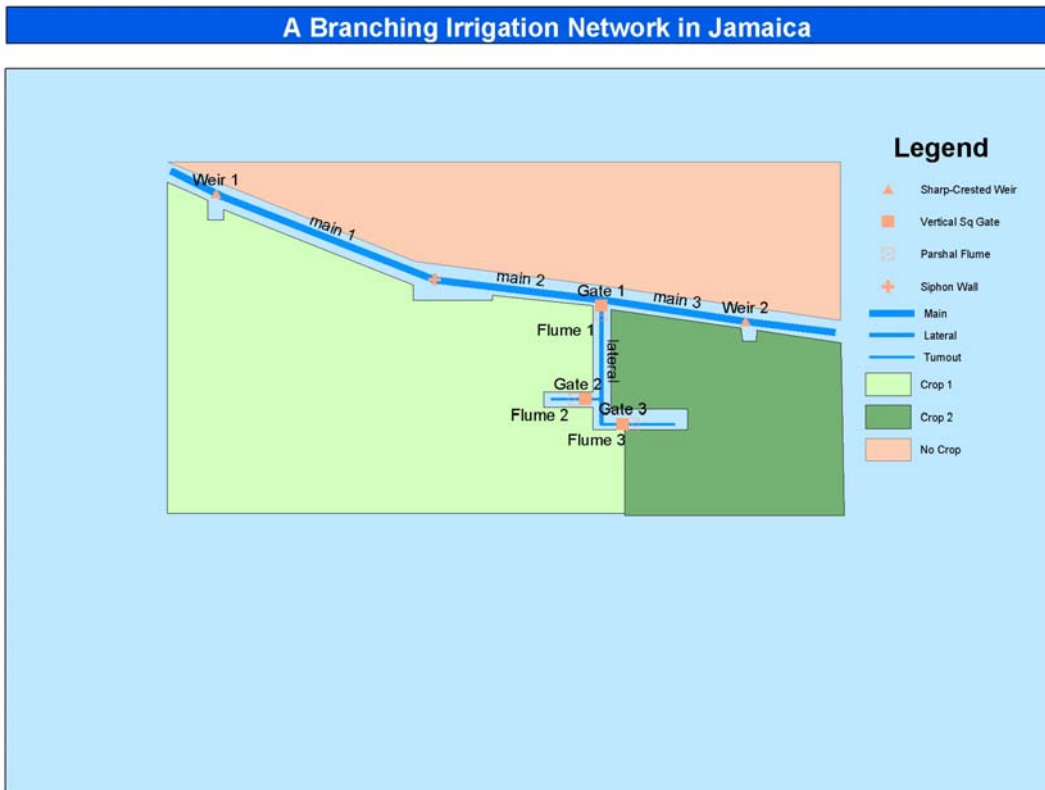 A Branching Irrigation Network in Jamaica
Legend
Weir 1
Sharp-Crested Weir
main 1
Vertical Sq Gate
Parshal Flume
main 2
Siphon Wall
Gate 1
main 3
Weir 2
Main
Flume 1
Lateral
lateral
Turnout
Gate 2
Crop 1
Flume 2
Gate 3
Crop 2
Flume 3
No Crop